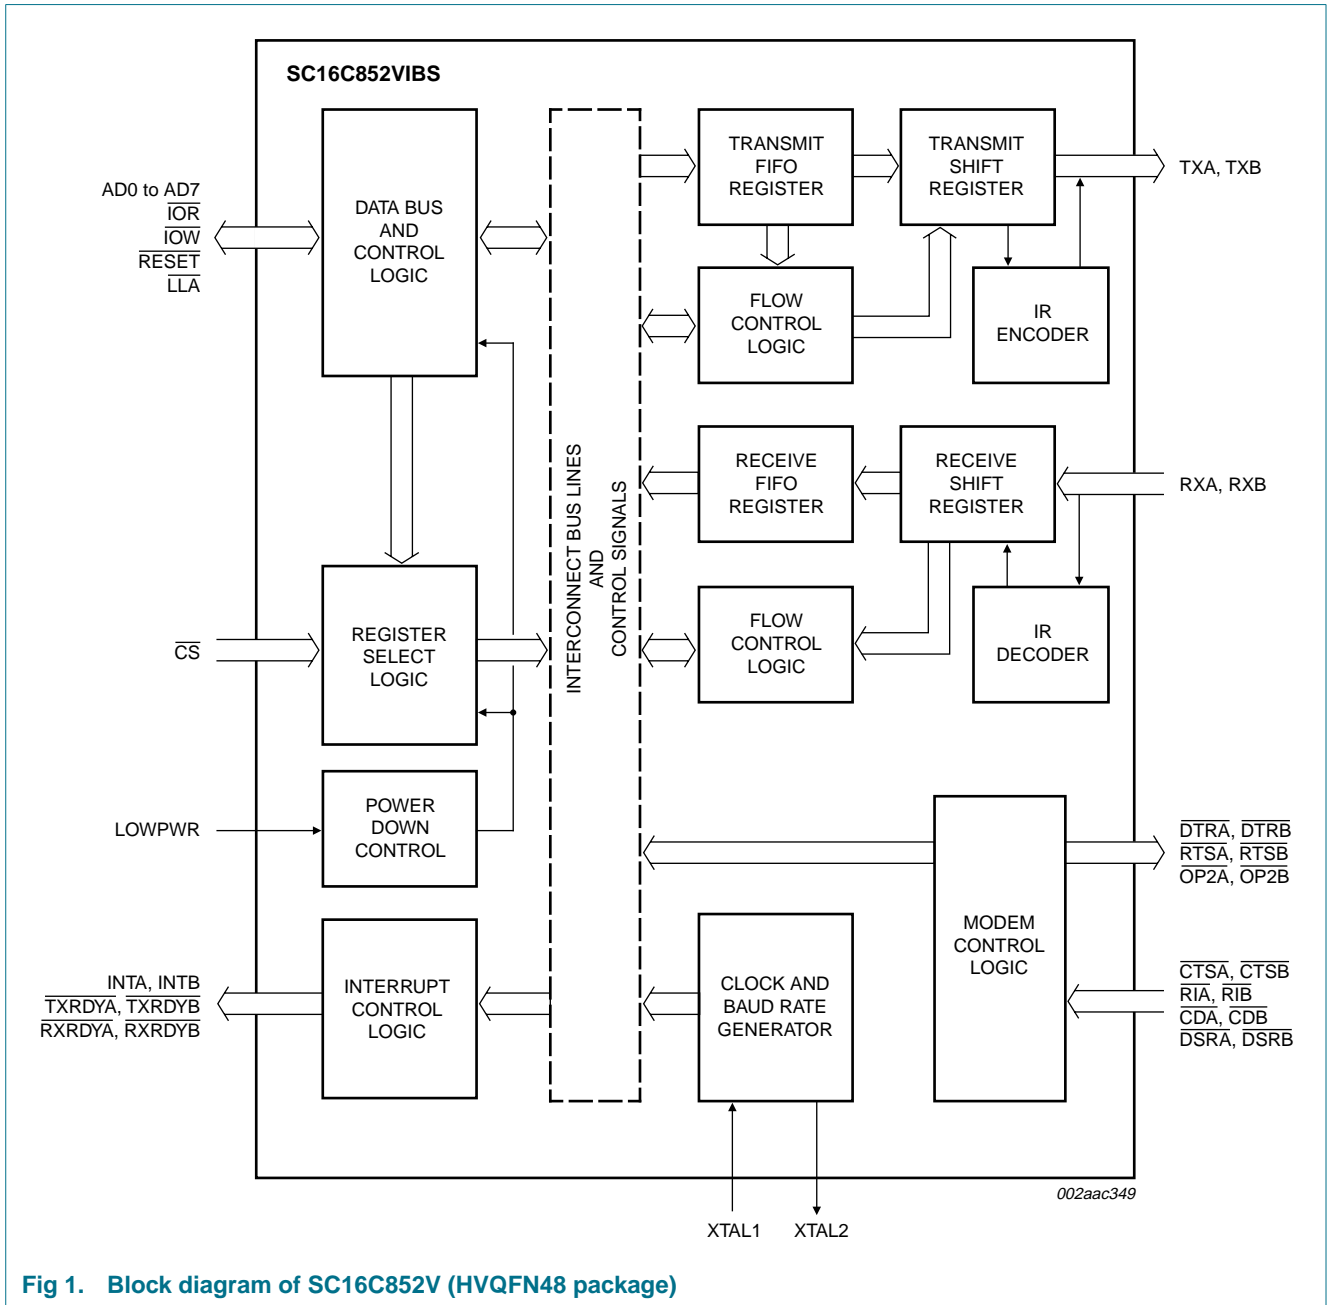 SC16C852VIBS
AD0 to AD7
IOR
IOW
RESET
LLA
DATA BUS
AND
CONTROL
LOGIC
TRANSMIT
FIFO
REGISTER
TRANSMIT
SHIFT
REGISTER
TXA, TXB
FLOW
CONTROL
LOGIC
IR
ENCODER
INTERCONNECT BUS LINES
AND
CONTROL SIGNALS
RECEIVE
FIFO
REGISTER
RECEIVE
SHIFT
REGISTER
RXA, RXB
CS
REGISTER
SELECT
LOGIC
FLOW
CONTROL
LOGIC
IR
DECODER
LOWPWR
POWER
DOWN
CONTROL
DTRA, DTRB
RTSA, RTSB
OP2A, OP2B
MODEM
CONTROL
LOGIC
INTA, INTB
TXRDYA, TXRDYB
RXRDYA, RXRDYB
INTERRUPT
CONTROL
LOGIC
CLOCK AND
BAUD RATE
GENERATOR
CTSA, CTSB
RIA, RIB
CDA, CDB
DSRA, DSRB
002aac349
XTAL1
XTAL2
Fig 1. Block diagram of SC16C852V (HVQFN48 package)